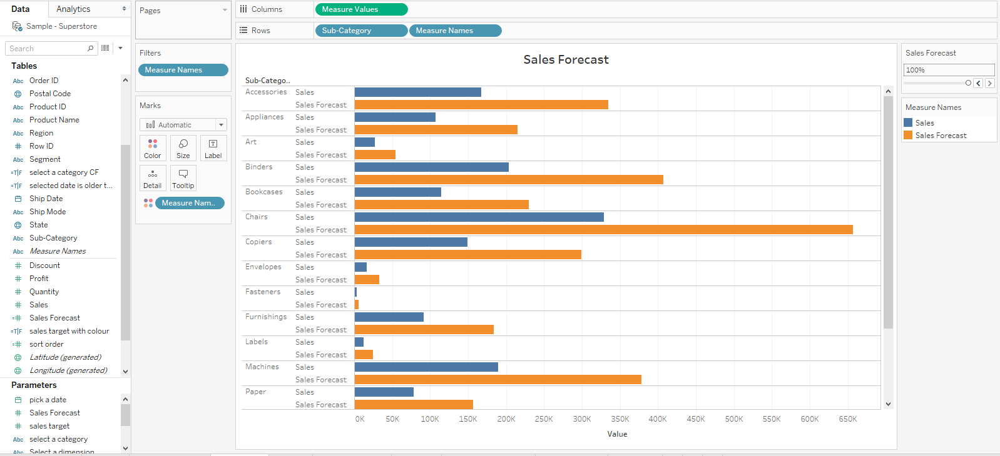 Data
Analytics
Sample - Superstore
Search
Tables
Abc Order ID
Postal Code
Abc Product ID
Abc Product Name
Abc Region
# Row ID
Abc Segment
=T|F select a category CF
=T|F selected date is older t...
Ship Date
Abc Ship Mode
State
Abc Sub-Category
Abc Measure Names
# Discount
# Profit
# Quantity
# Sales
=# Sales Forecast
=T|F sales target with colour
=# sort order
Latitude (generated)
Longitude (generated)
Parameters
pick a date
# Sales Forecast
# sales target
Abc select a category
Abc Select a dimension
Pages
Filters
Measure Names
Marks
Automatic
Color
Size
T
Label
Detail
Tooltip
Measure Nam..
Columns
Measure Values
Rows
Sub-Category
Measure Names
Sales Forecast
Sub-Catego..
Accessories Sales
Sales Forecast
Appliances Sales
Sales Forecast
Art Sales
Sales Forecast
Binders Sales
Sales Forecast
Bookcases Sales
Sales Forecast
Chairs Sales
Sales Forecast
Copiers Sales
Sales Forecast
Envelopes Sales
Sales Forecast
Fasteners Sales
Sales Forecast
Furnishings Sales
Sales Forecast
Labels Sales
Sales Forecast
Machines Sales
Sales Forecast
Paper Sales
Sales Forecast
0K 50K 100K 150K 200K 250K 300K 350K 400K 450K 500K 550K 600K 650K
Value
Sales Forecast
100%
Measure Names
Sales
Sales Forecast